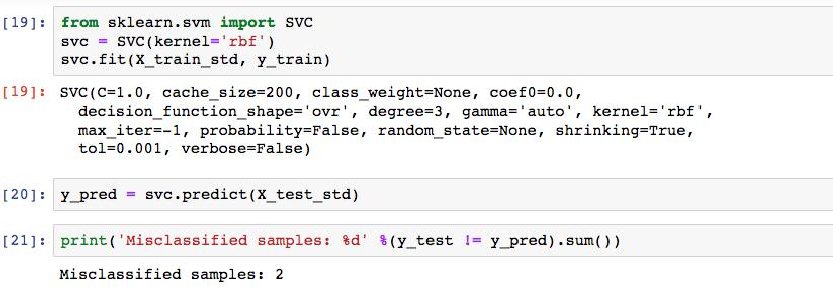 [19]: from sklearn.svm import SVC
svc = SVC(kernel='rbf')
svc.fit(X_train_std, y_train)
[19]: SVC(C=1.0, cache_size=200, class_weight=None, coef0=0.0,
decision_function_shape='ovr', degree=3, gamma='auto', kernel='rbf',
max_iter=-1, probability=False, random_state=None, shrinking=True,
tol=0.001, verbose=False)
[20]: y_pred = svc.predict(X_test_std)
[21]: print('Misclassified samples: %d' %(y_test != y_pred).sum())
Misclassified samples: 2